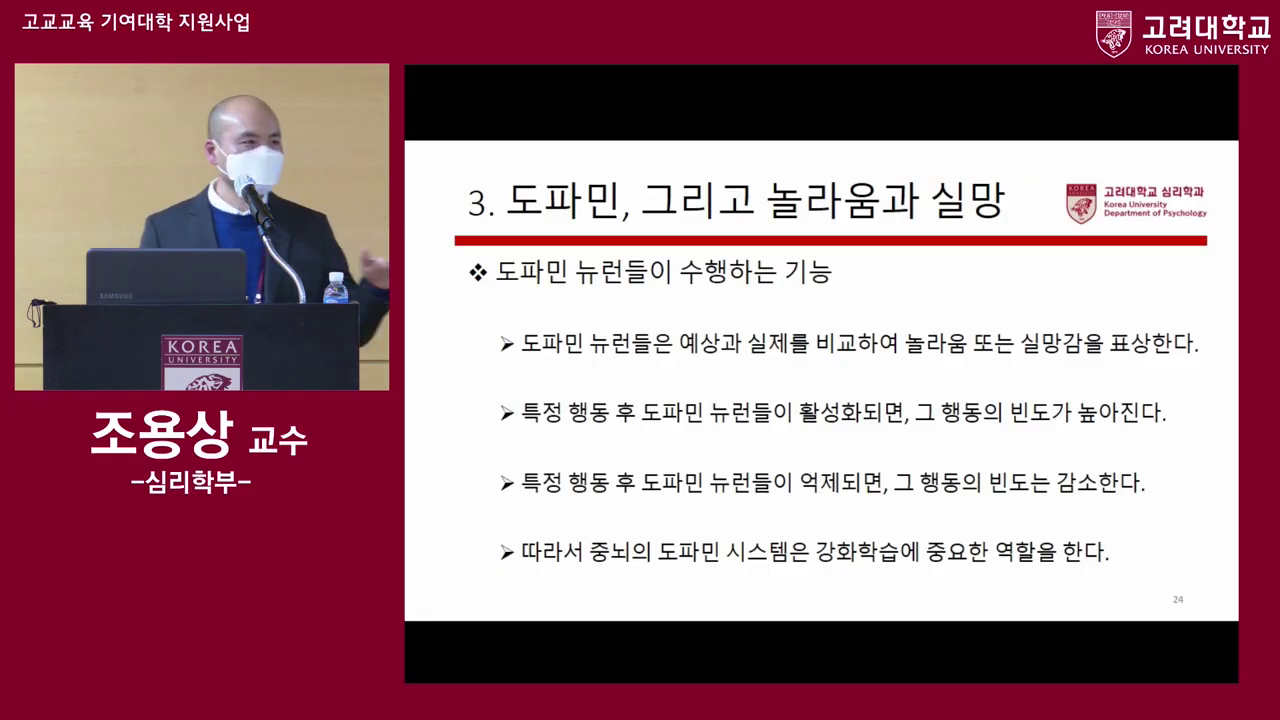 고교교육 기여대학 지원사업
고려대학교
KOREA UNIVERSITY
SAMSUNG
KOREA
UNIVERSITY
조용상 교수
-심리학부-
3. 도파민, 그리고 놀라움과 실망
KOREA
고려대학교 심리학과
Korea University
Department of Psychology
❖ 도파민 뉴런들이 수행하는 기능
➢ 도파민 뉴런들은 예상과 실제를 비교하여 놀라움 또는 실망감을 표상한다.
➢ 특정 행동 후 도파민 뉴런들이 활성화되면, 그 행동의 빈도가 높아진다.
➢ 특정 행동 후 도파민 뉴런들이 억제되면, 그 행동의 빈도는 감소한다.
➢ 따라서 중뇌의 도파민 시스템은 강화학습에 중요한 역할을 한다.
24